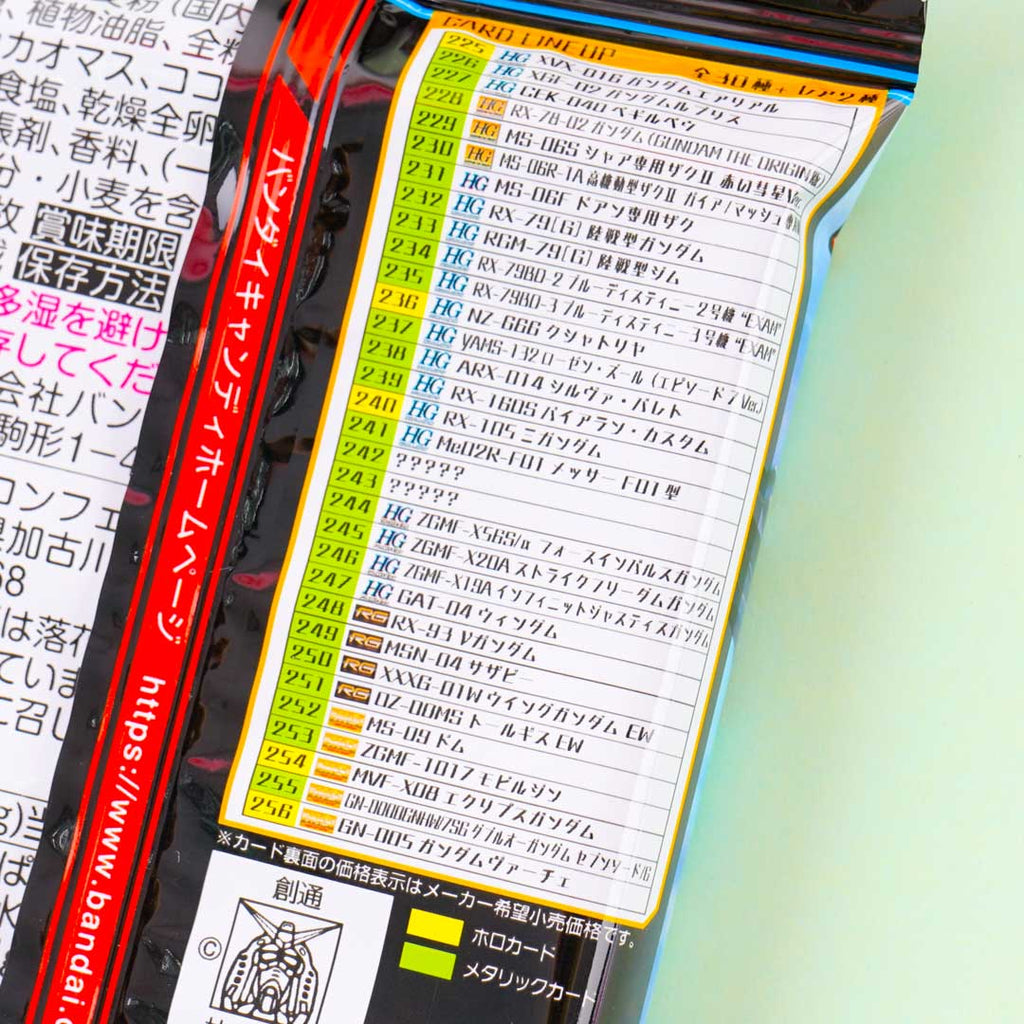 粉(国内
、植物油脂、全粉
カカオマス、ココ
食塩、乾燥全卵
張剤、香料、(一
分・小麦を含
枚 賞味期限
保存方法
多湿を避け
存してくだ
会社バン
駒形1-4
コンフェ
県加古川
68
は落花
ていま
に召し
g)当
ぱ
水
バンダイキャンディホームページ https://www.bandai.c
CARD LINEUP 全30種+レア2種
225 HG XVX-016 ガンダムエアリアル
226 HG XGF-02 ガンダムルブリス
227 HG CEK-040 ベギルベウ
228 HG RX-78-02 ガンダム(GUNDAM THE ORIGIN版)
229 HG MS-06S シャア専用ザクⅡ 赤い彗星Ver.
230 HG MS-06R-1A 高機動型ザクⅡ ガイア/マッシュ専用
231 HG MS-06F ドアン専用ザク
232 HG RX-79[G] 陸戦型ガンダム
233 HG RGM-79[G] 陸戦型ジム
234 HG RX-79BD-2 ブルーディスティニー2号機 "EXAM"
235 HG RX-79BD-3 ブルーディスティニー3号機 "EXAM"
236 HG NZ-666 クシャトリヤ
237 HG YAMS-132 ローゼン・ズール(エピソード7 Ver.)
238 HG ARX-014 シルヴァ・バレト
239 HG RX-160S バイアラン・カスタム
240 HG RX-105 Ξガンダム
241 HG Me02R-F01 メッサー F01型
242 ?????
243 ?????
244 HG ZGMF-X56S/α フォースインパルスガンダム
245 HG ZGMF-X20A ストライクフリーダムガンダム
246 HG ZGMF-X19A インフィニットジャスティスガンダム
247 HG GAT-04 ウィンダム
248 RG RX-93 νガンダム
249 RG MSN-04 サザビー
250 RG XXXG-01W ウイングガンダム EW
251 RG OZ-00MS トールギス EW
252 MS-09 ドム
253 ZGMF-1017 モビルジン
254 MVF-X08 エクリプスガンダム
255 GN-0000GNHW/7SG ダブルオーガンダム セブンソード/G
256 GN-005 ガンダムヴァーチェ
※カード裏面の価格表示はメーカー希望小売価格です。
ホロカード
メタリックカード
創通
©